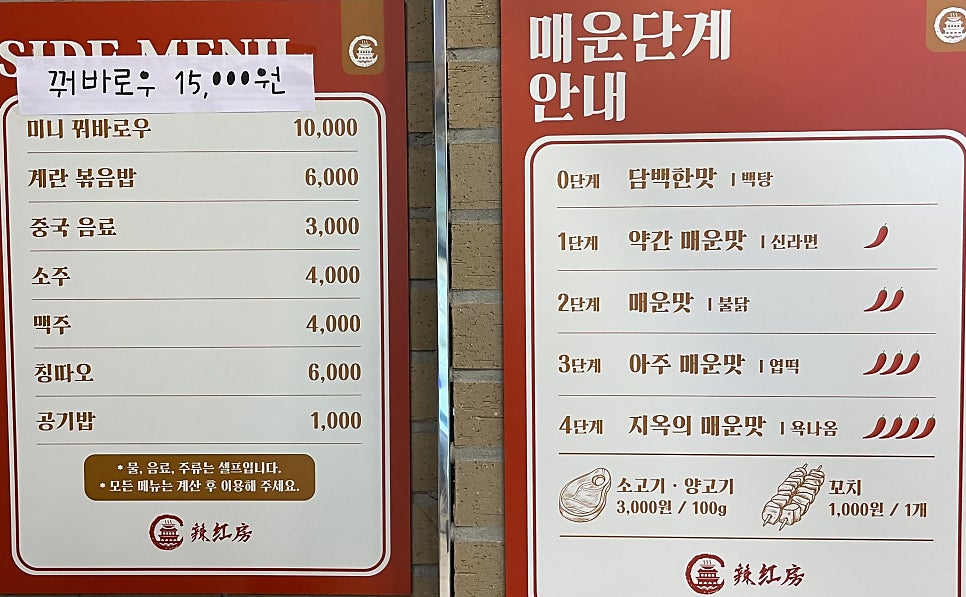 SIDE MENU
꿔바로우 15,000원
미니 꿔바로우 10,000
계란 볶음밥 6,000
중국 음료 3,000
소주 4,000
맥주 4,000
칭따오 6,000
공기밥 1,000
* 물, 음료, 주류는 셀프입니다.
* 모든 메뉴는 계산 후 이용해 주세요.
辣红房
매운단계
안내
0단계 담백한맛 | 백탕
1단계 약간 매운맛 | 신라면
2단계 매운맛 | 불닭
3단계 아주 매운맛 | 엽떡
4단계 지옥의 매운맛 | 욕나옴
소고기 · 양고기
3,000원 / 100g
꼬치
1,000원 / 1개
辣红房